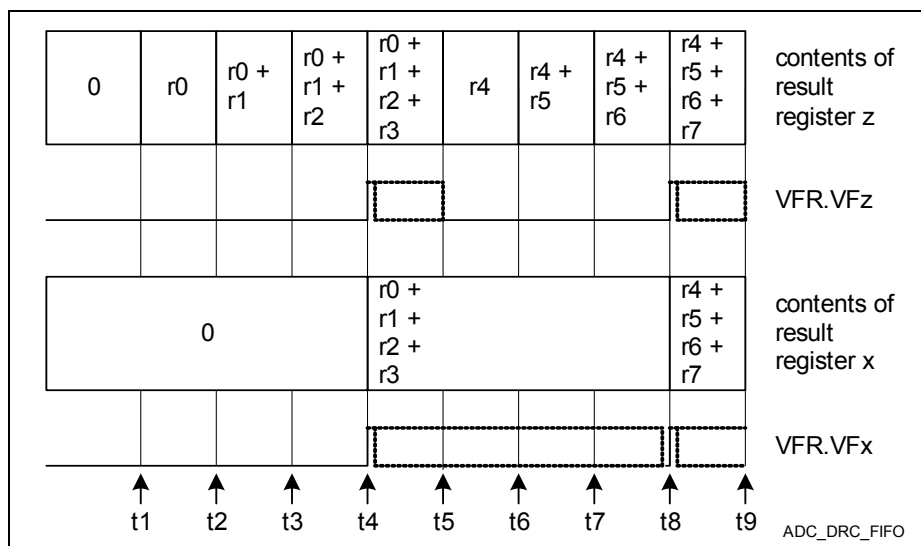 0
r0
r0 +
r1
r0 +
r1 +
r2
r0 +
r1 +
r2 +
r3
r4
r4 +
r5
r4 +
r5 +
r6
r4 +
r5 +
r6 +
r7
contents of
result
register z
VFR.VFz
0
r0 +
r1 +
r2 +
r3
r4 +
r5 +
r6 +
r7
contents of
result
register x
VFR.VFx
t1 t2 t3 t4 t5 t6 t7 t8 t9
ADC_DRC_FIFO